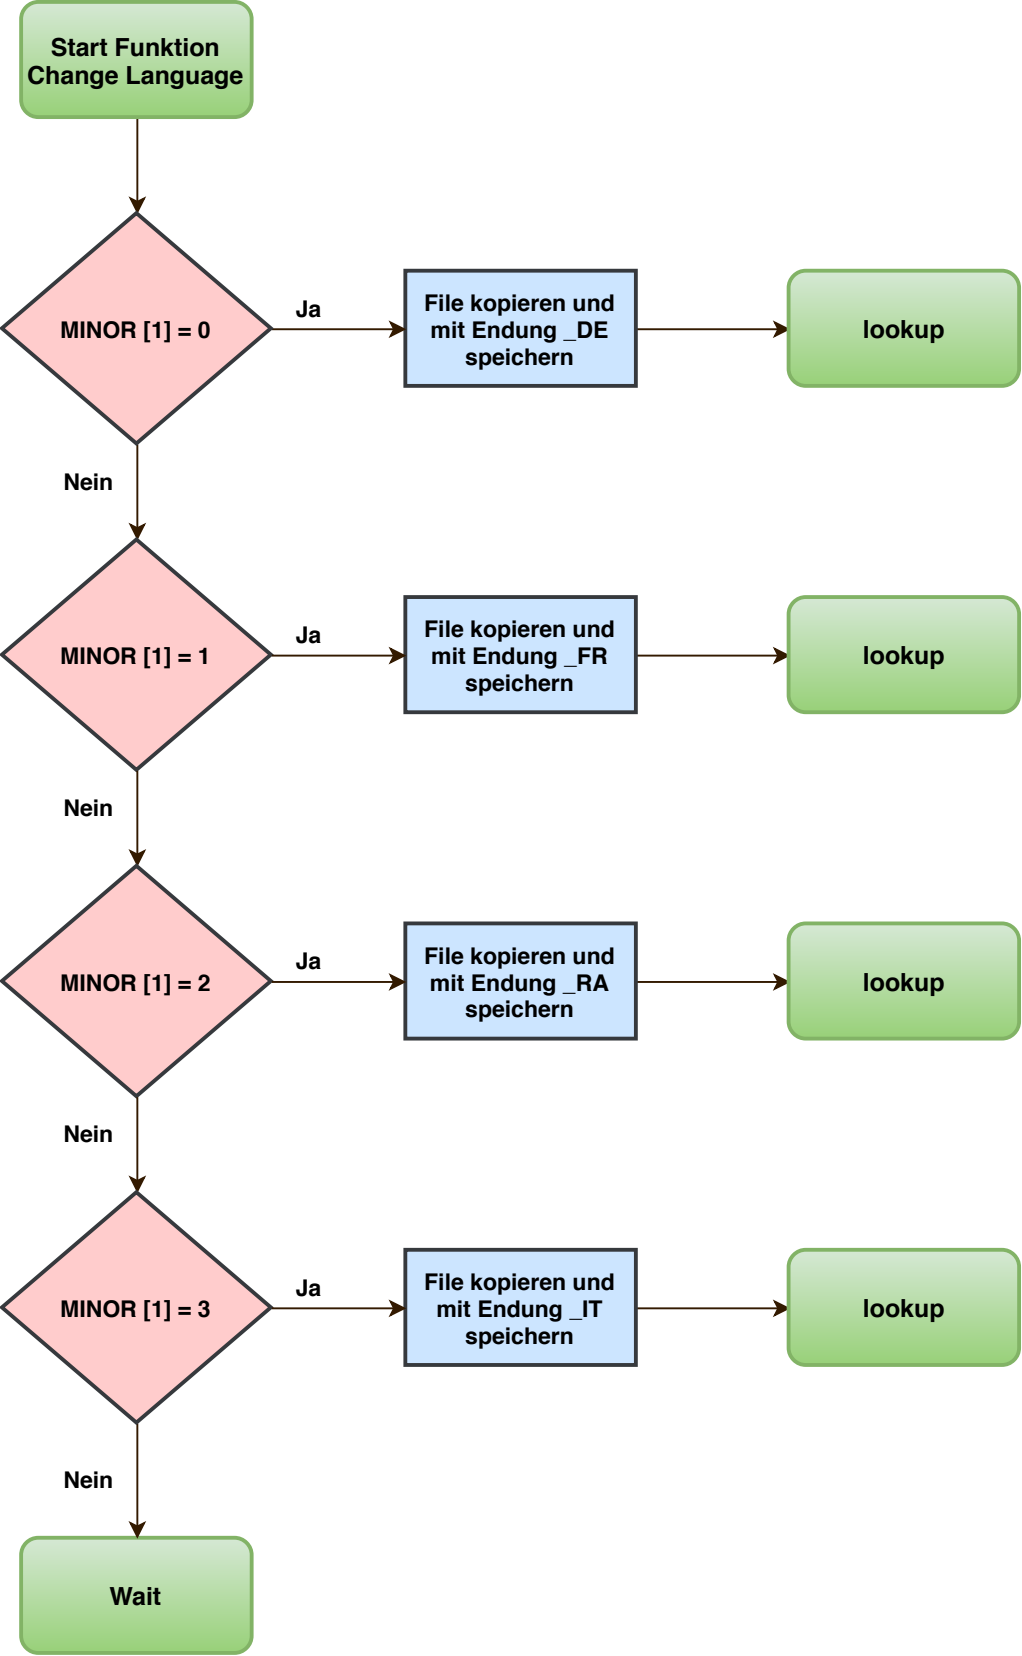 Start Funktion
Change Language
MINOR [1] = 0
Ja
File kopieren und
mit Endung _DE
speichern
lookup
Nein
MINOR [1] = 1
Ja
File kopieren und
mit Endung _FR
speichern
lookup
Nein
MINOR [1] = 2
Ja
File kopieren und
mit Endung _RA
speichern
lookup
Nein
MINOR [1] = 3
Ja
File kopieren und
mit Endung _IT
speichern
lookup
Nein
Wait